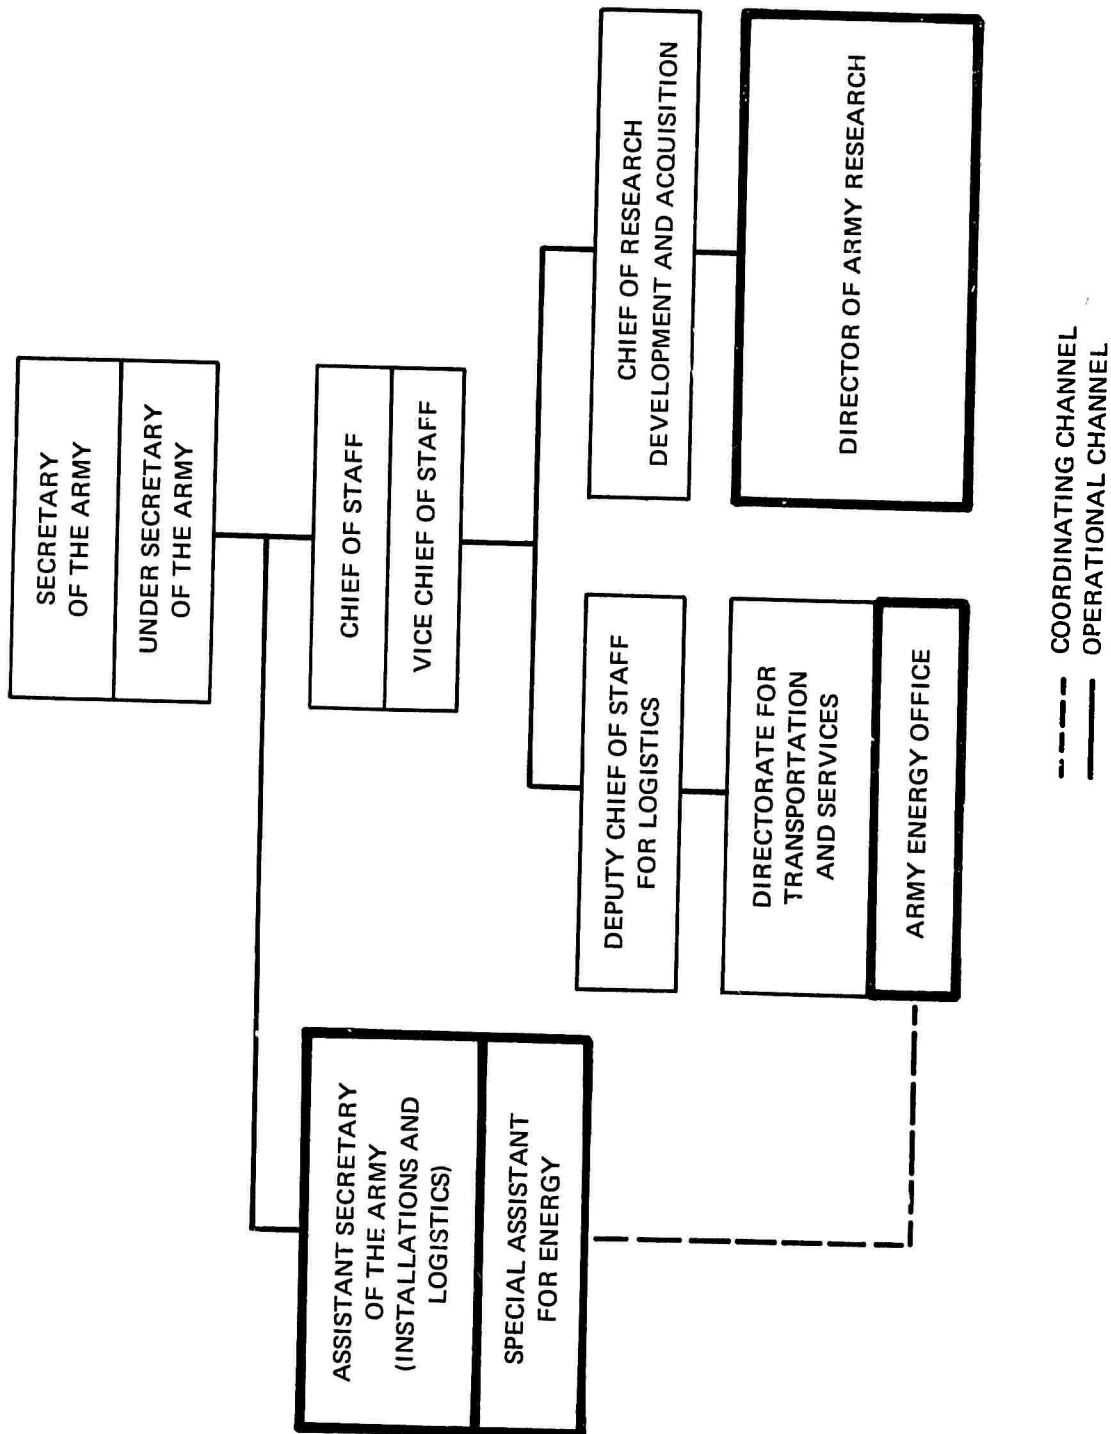 SECRETARY
OF THE ARMY
UNDER SECRETARY
OF THE ARMY
CHIEF OF STAFF
VICE CHIEF OF STAFF
ASSISTANT SECRETARY
OF THE ARMY
(INSTALLATIONS AND
LOGISTICS)
SPECIAL ASSISTANT
FOR ENERGY
DEPUTY CHIEF OF STAFF
FOR LOGISTICS
DIRECTORATE FOR
TRANSPORTATION
AND SERVICES
ARMY ENERGY OFFICE
CHIEF OF RESEARCH
DEVELOPMENT AND ACQUISITION
DIRECTOR OF ARMY RESEARCH
COORDINATING CHANNEL
OPERATIONAL CHANNEL